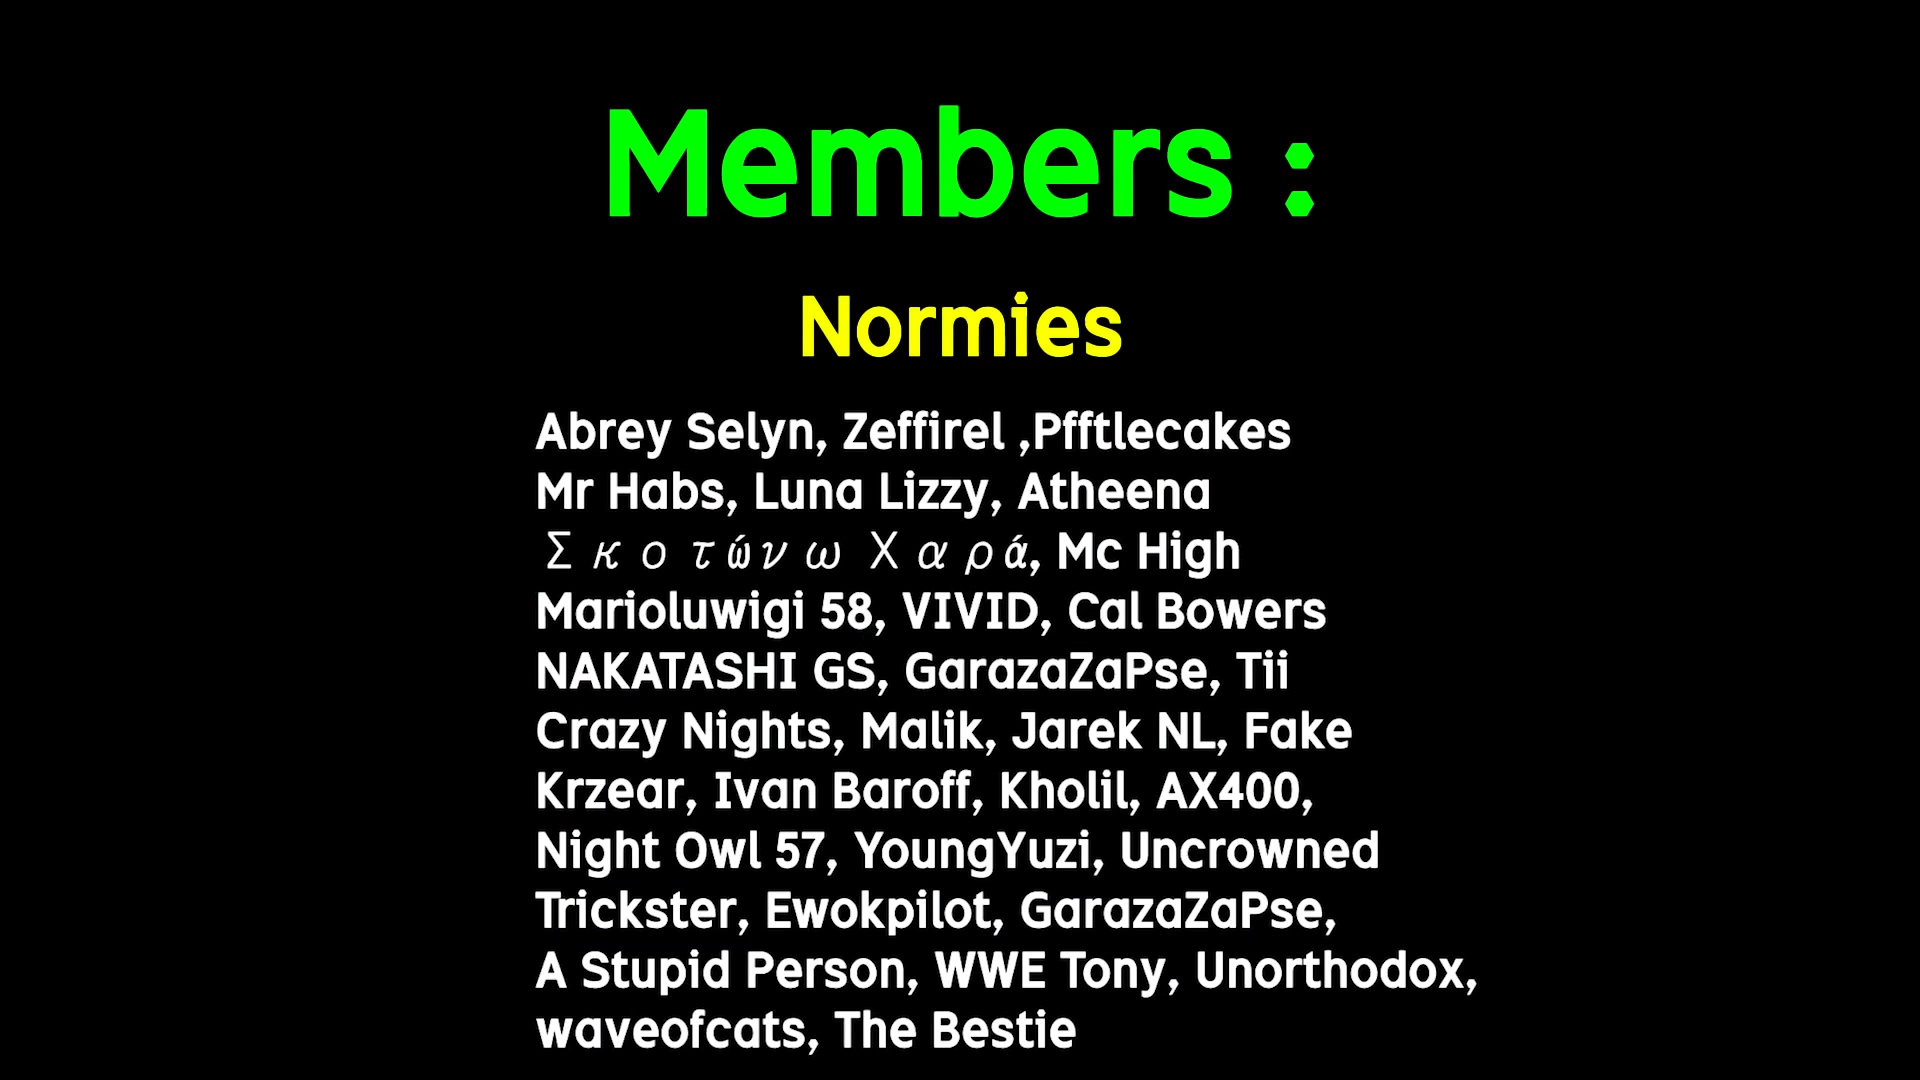 Members :
Normies
Abrey Selyn, Zeffirel ,Pfftlecakes
Mr Habs, Luna Lizzy, Atheena
Σκοτώνω Χαρά, Mc High
Marioluwigi 58, VIVID, Cal Bowers
NAKATASHI GS, GarazaZaPse, Tii
Crazy Nights, Malik, Jarek NL, Fake
Krzear, Ivan Baroff, Kholil, AX400,
Night Owl 57, YoungYuzi, Uncrowned
Trickster, Ewokpilot, GarazaZaPse,
A Stupid Person, WWE Tony, Unorthodox,
waveofcats, The Bestie